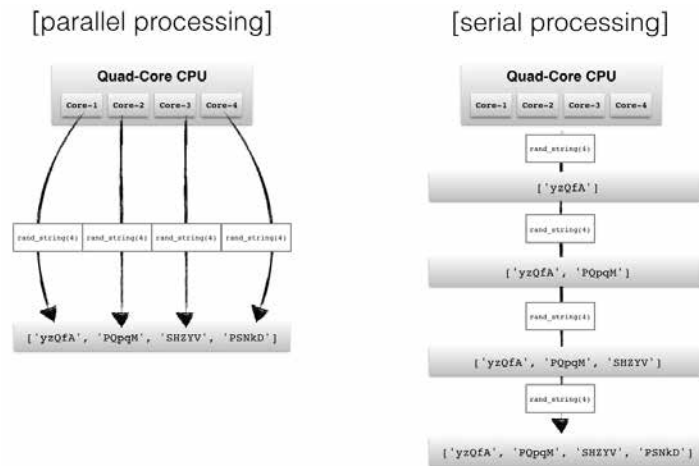 [parallel processing]
Quad-Core CPU
Core-1 Core-2 Core-3 Core-4
rand_string(4) rand_string(4) rand_string(4) rand_string(4)
['yzQfA', 'PQpqM', 'SHZYV', 'PSNkD']
[serial processing]
Quad-Core CPU
Core-1 Core-2 Core-3 Core-4
rand_string(4)
['yzQfA']
rand_string(4)
['yzQfA', 'PQpqM']
rand_string(4)
['yzQfA', 'PQpqM', 'SHZYV']
rand_string(4)
['yzQfA', 'PQpqM', 'SHZYV', 'PSNkD']